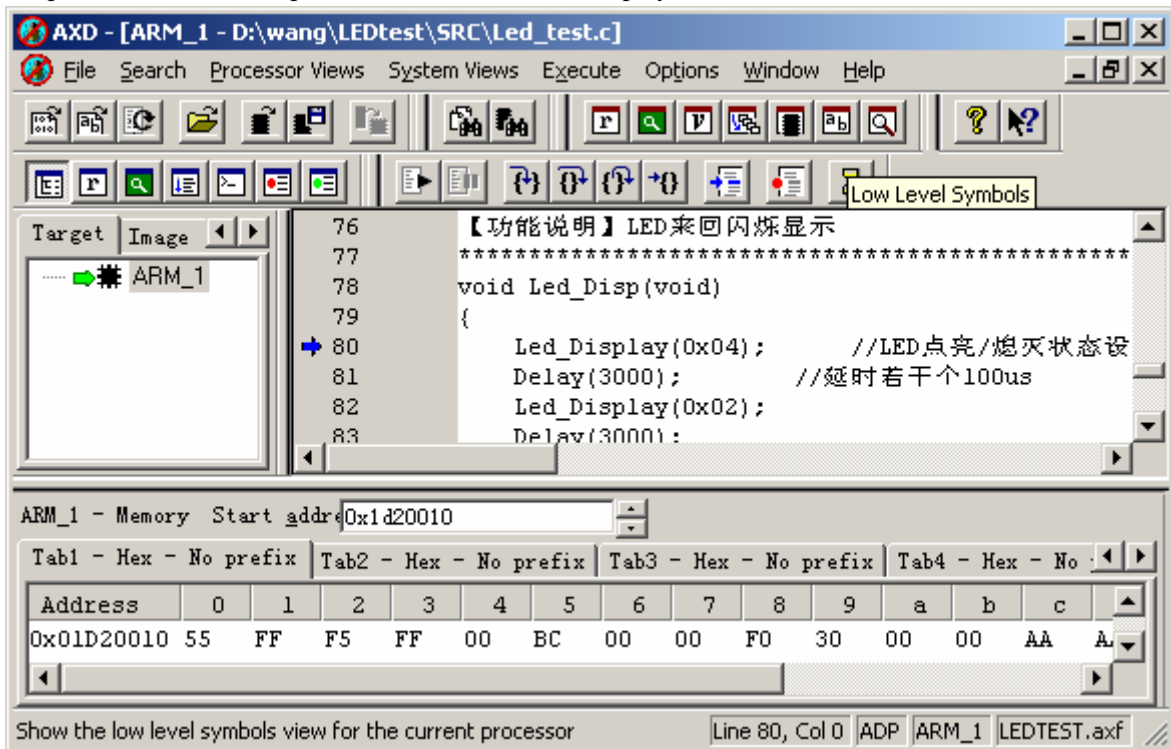 AXD - [ARM_1 - D:\wang\LEDtest\SRC\Led_test.c]
File Search Processor Views System Views Execute Options Window Help
Low Level Symbols
Target Image
ARM_1
76 【功能说明】LED来回闪烁显示
77 ************************************************
78 void Led_Disp(void)
79 {
80 Led_Display(0x04); //LED点亮/熄灭状态设
81 Delay(3000); //延时若干个100us
82 Led_Display(0x02);
83 Delay(3000);
ARM_1 - Memory Start addr 0x1d20010
Tab1 - Hex - No prefix Tab2 - Hex - No prefix Tab3 - Hex - No prefix Tab4 - Hex - No
Address 0 1 2 3 4 5 6 7 8 9 a b c
0x01D20010 55 FF F5 FF 00 BC 00 00 F0 30 00 00 AA A
Show the low level symbols view for the current processor Line 80, Col 0 ADP ARM_1 LEDTEST.axf